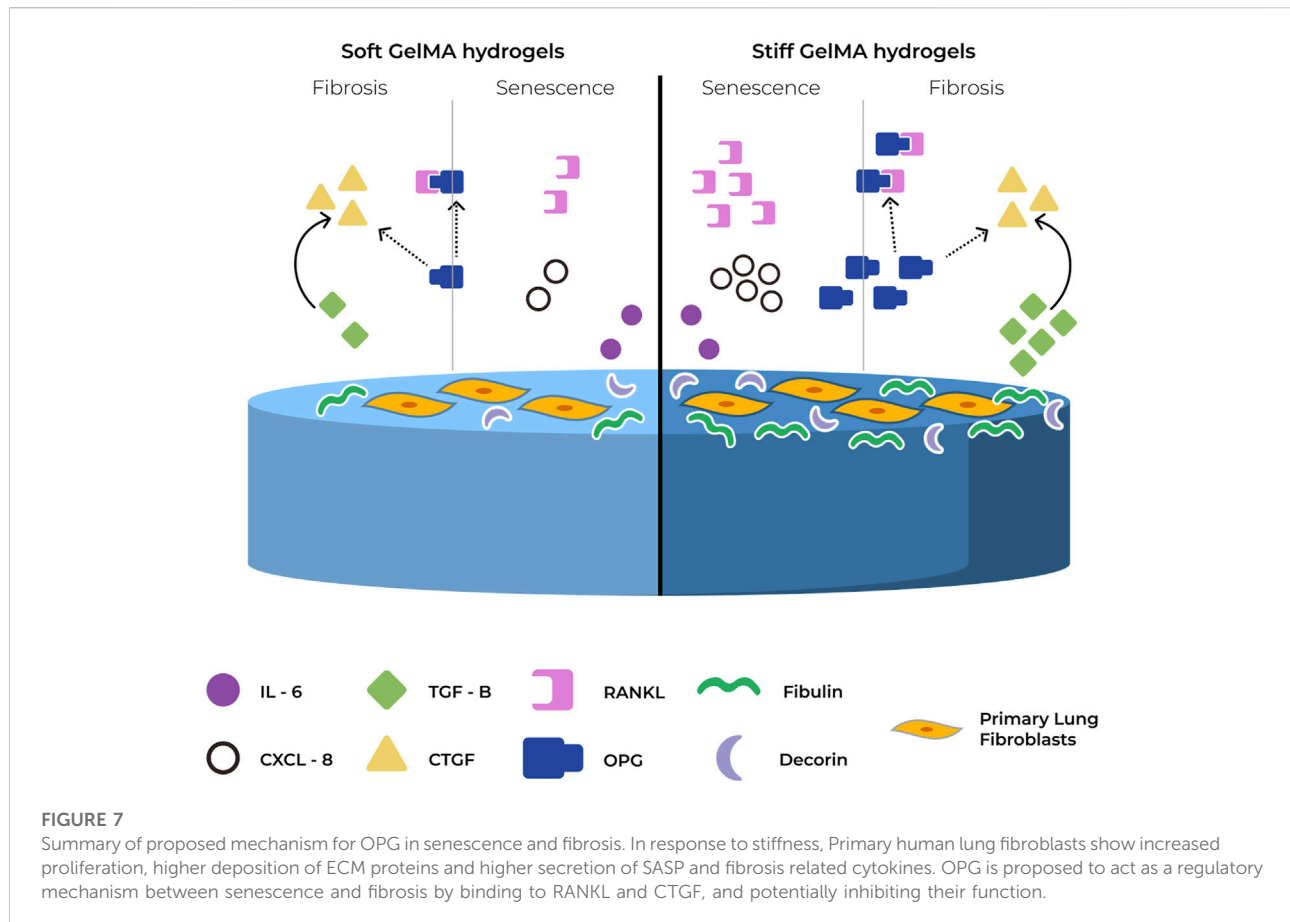 Soft GelMA hydrogels
Stiff GelMA hydrogels
Fibrosis
Senescence
Senescence
Fibrosis
IL - 6
TGF - B
RANKL
Fibulin
Primary Lung
Fibroblasts
CXCL - 8
CTGF
OPG
Decorin
FIGURE 7
Summary of proposed mechanism for OPG in senescence and fibrosis. In response to stiffness, Primary human lung fibroblasts show increased
proliferation, higher deposition of ECM proteins and higher secretion of SASP and fibrosis related cytokines. OPG is proposed to act as a regulatory
mechanism between senescence and fibrosis by binding to RANKL and CTGF, and potentially inhibiting their function.